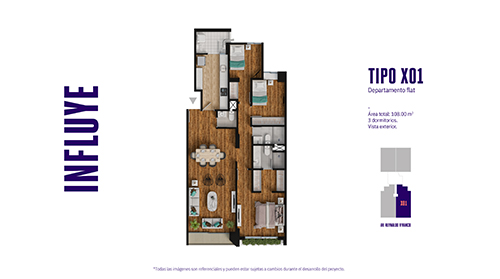 INFLUYE
TIPO X01
Departamento flat
-
Área total: 108.00 m²
3 dormitorios.
Vista exterior.
X01
AV. REYNALDO VIVANCO
*Todas las imágenes son referenciales y pueden estar sujetas a cambios durante el desarrollo del proyecto.